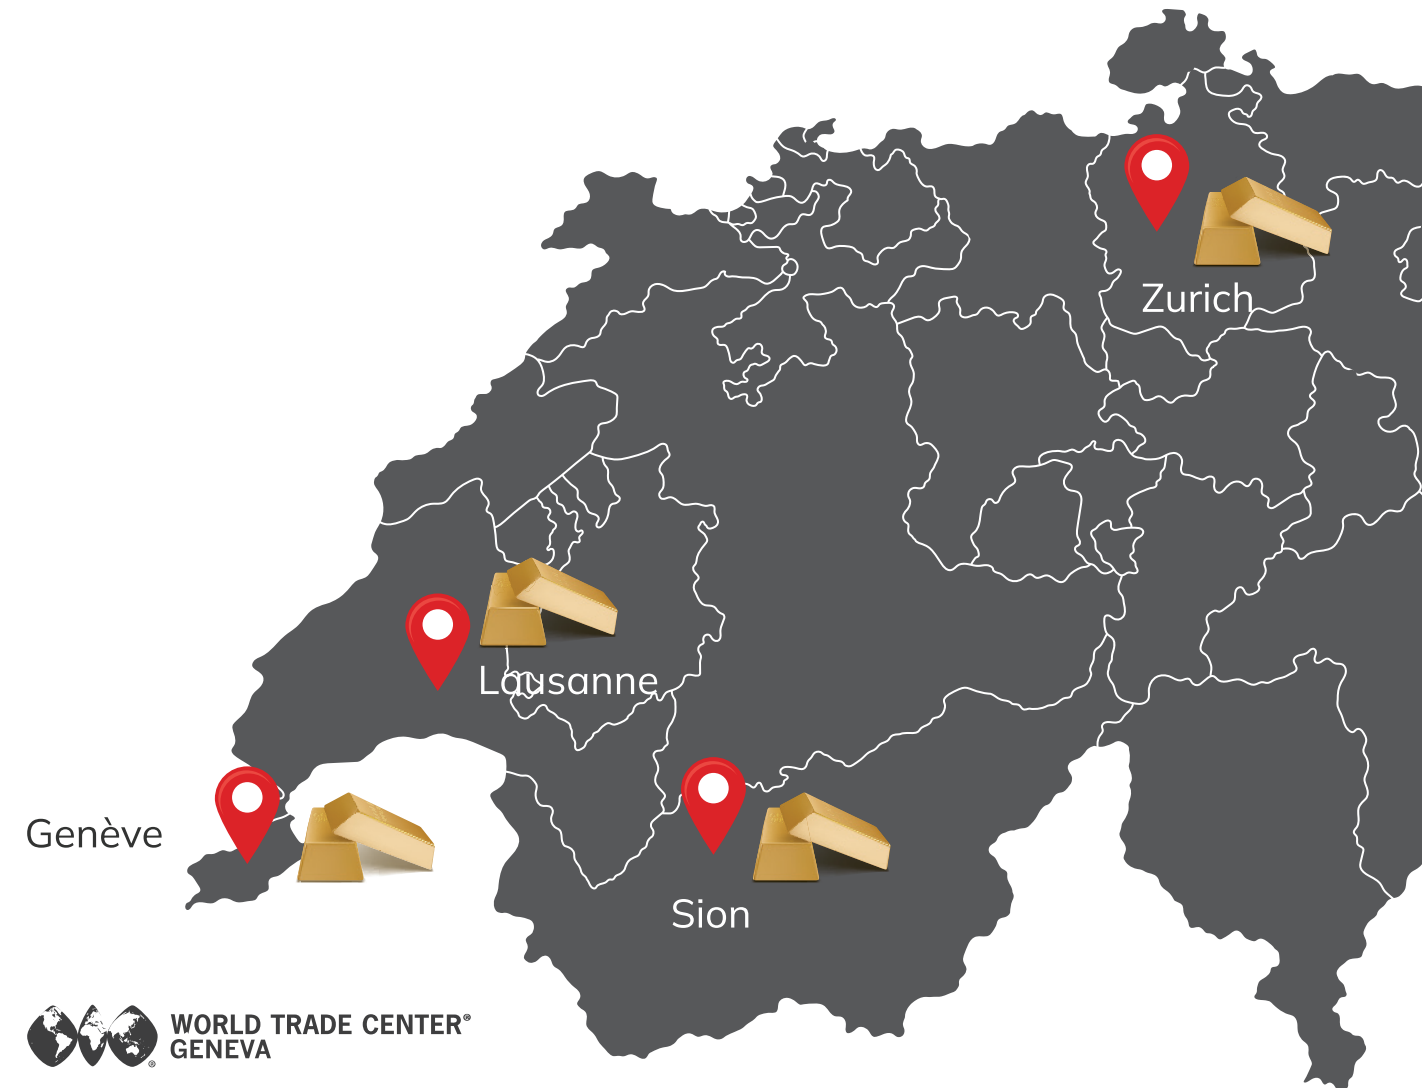 Zurich
Lausanne
Genève
Sion
WORLD TRADE CENTER®
GENEVA
®